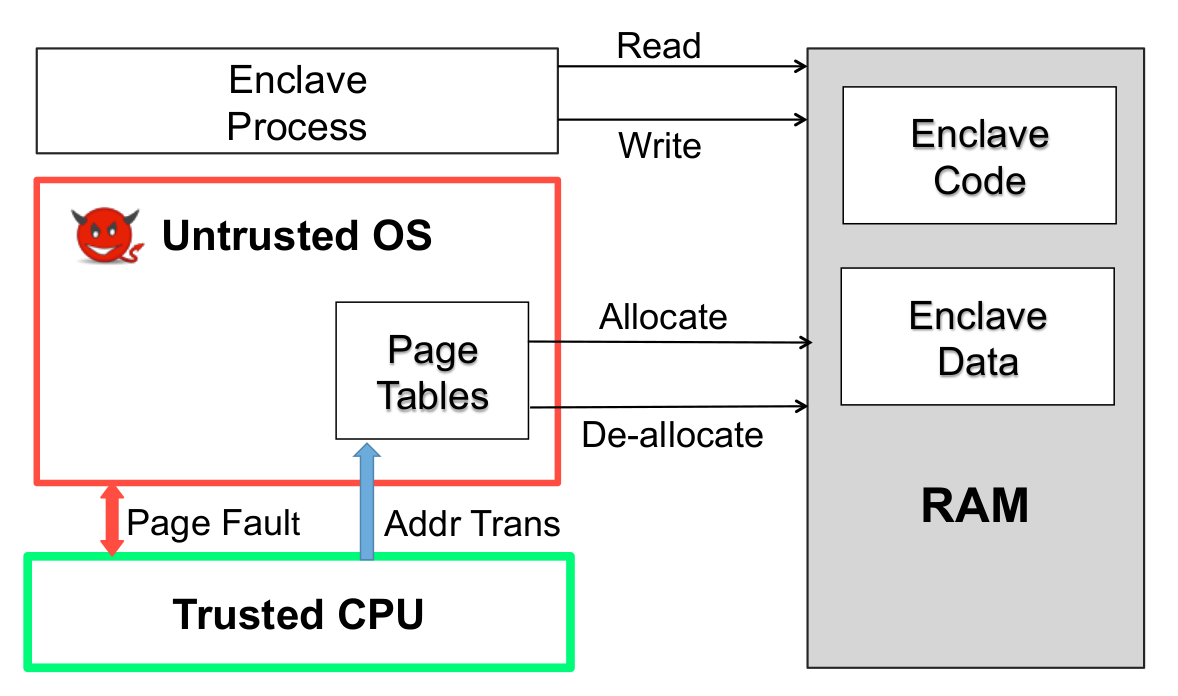 Read
Enclave
Process
Write
Enclave
Code
Untrusted OS
Allocate
Enclave
Data
Page
Tables
De-allocate
RAM
Page Fault
Addr Trans
Trusted CPU